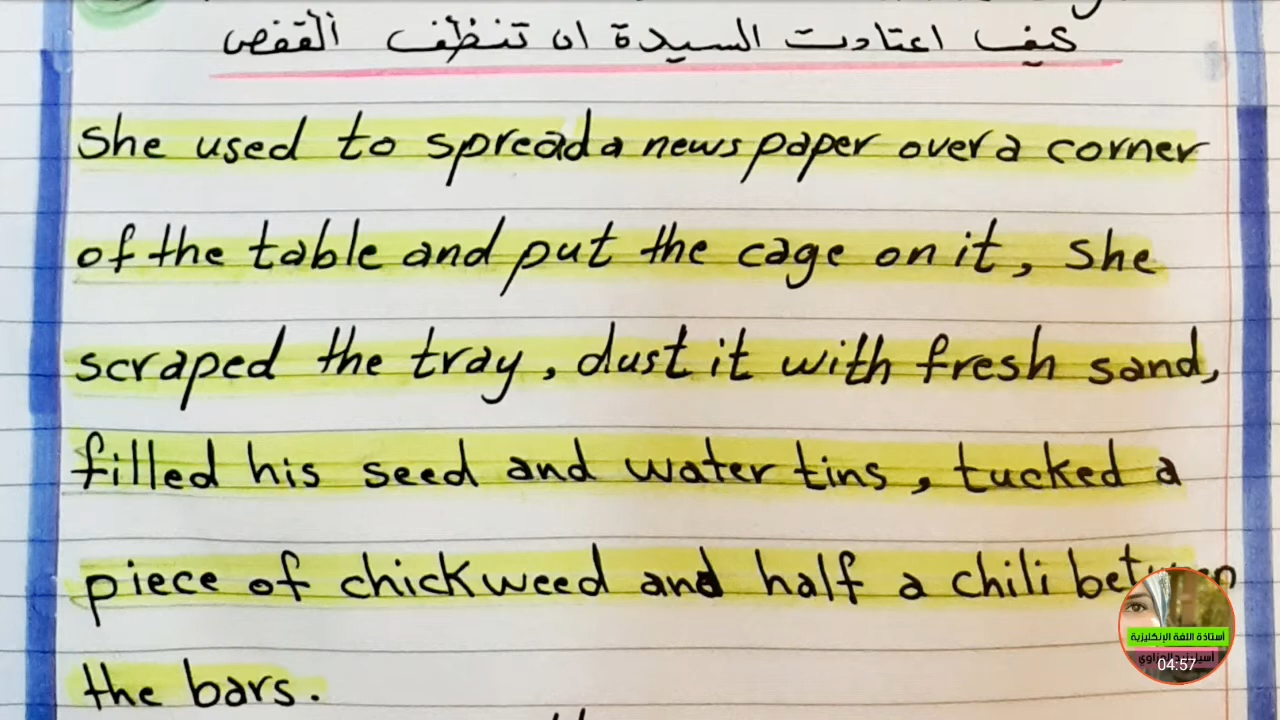 كيف اعتادت السيدة ان تنظف القفص
She used to spread a newspaper over a corner
of the table and put the cage on it, She
scraped the tray, dust it with fresh sand,
filled his seed and water tins, tucked a
piece of chickweed and half a chili between
the bars.
أستاذة اللغة الإنكليزية
04:57